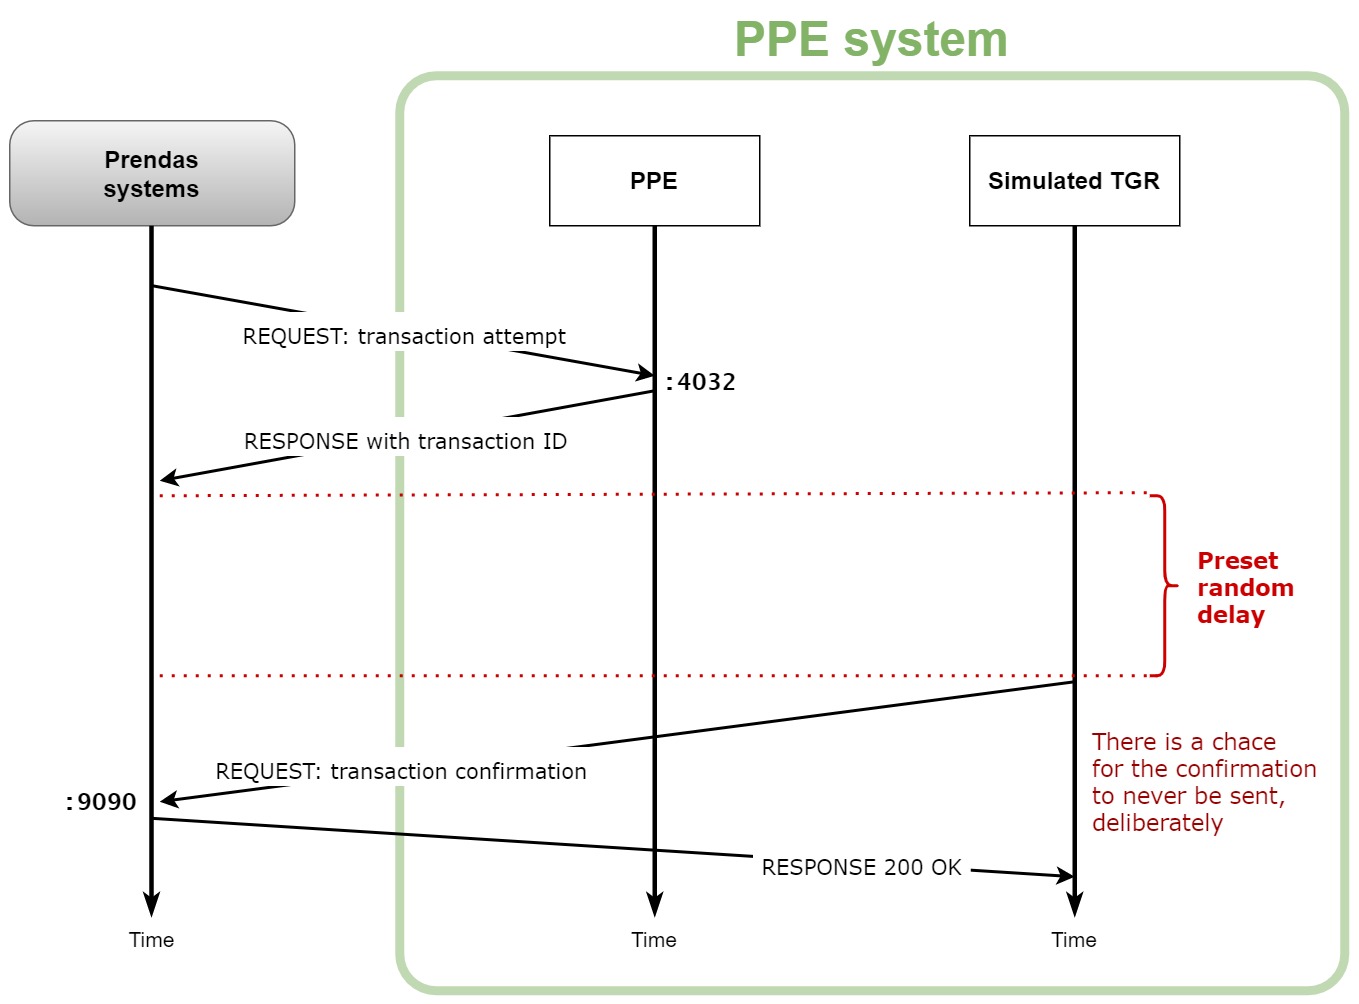 PPE system
Prendas
systems
PPE
Simulated TGR
REQUEST: transaction attempt
:4032
RESPONSE with transaction ID
Preset
random
delay
There is a chace
for the confirmation
to never be sent,
deliberately
REQUEST: transaction confirmation
:9090
RESPONSE 200 OK
Time
Time
Time